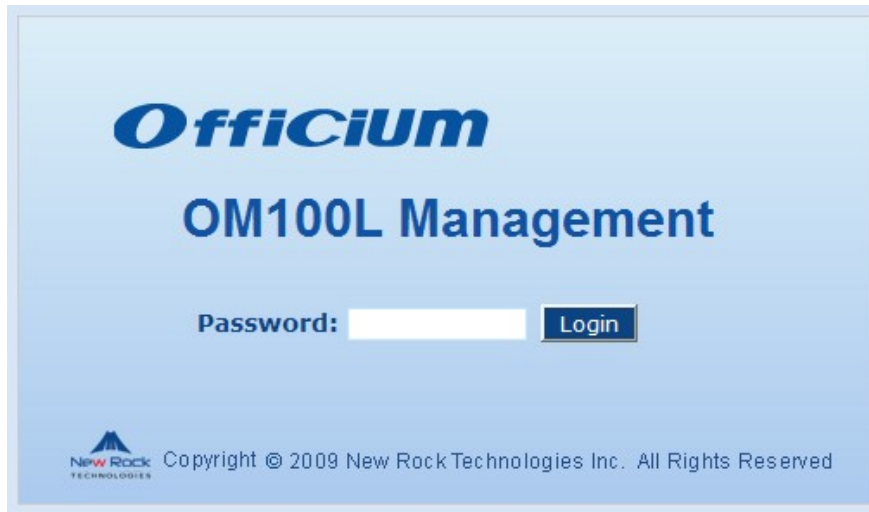 Officium
OM100L Management
Password: Login
New Rock
TECHNOLOGIES
Copyright © 2009 New Rock Technologies Inc. All Rights Reserved